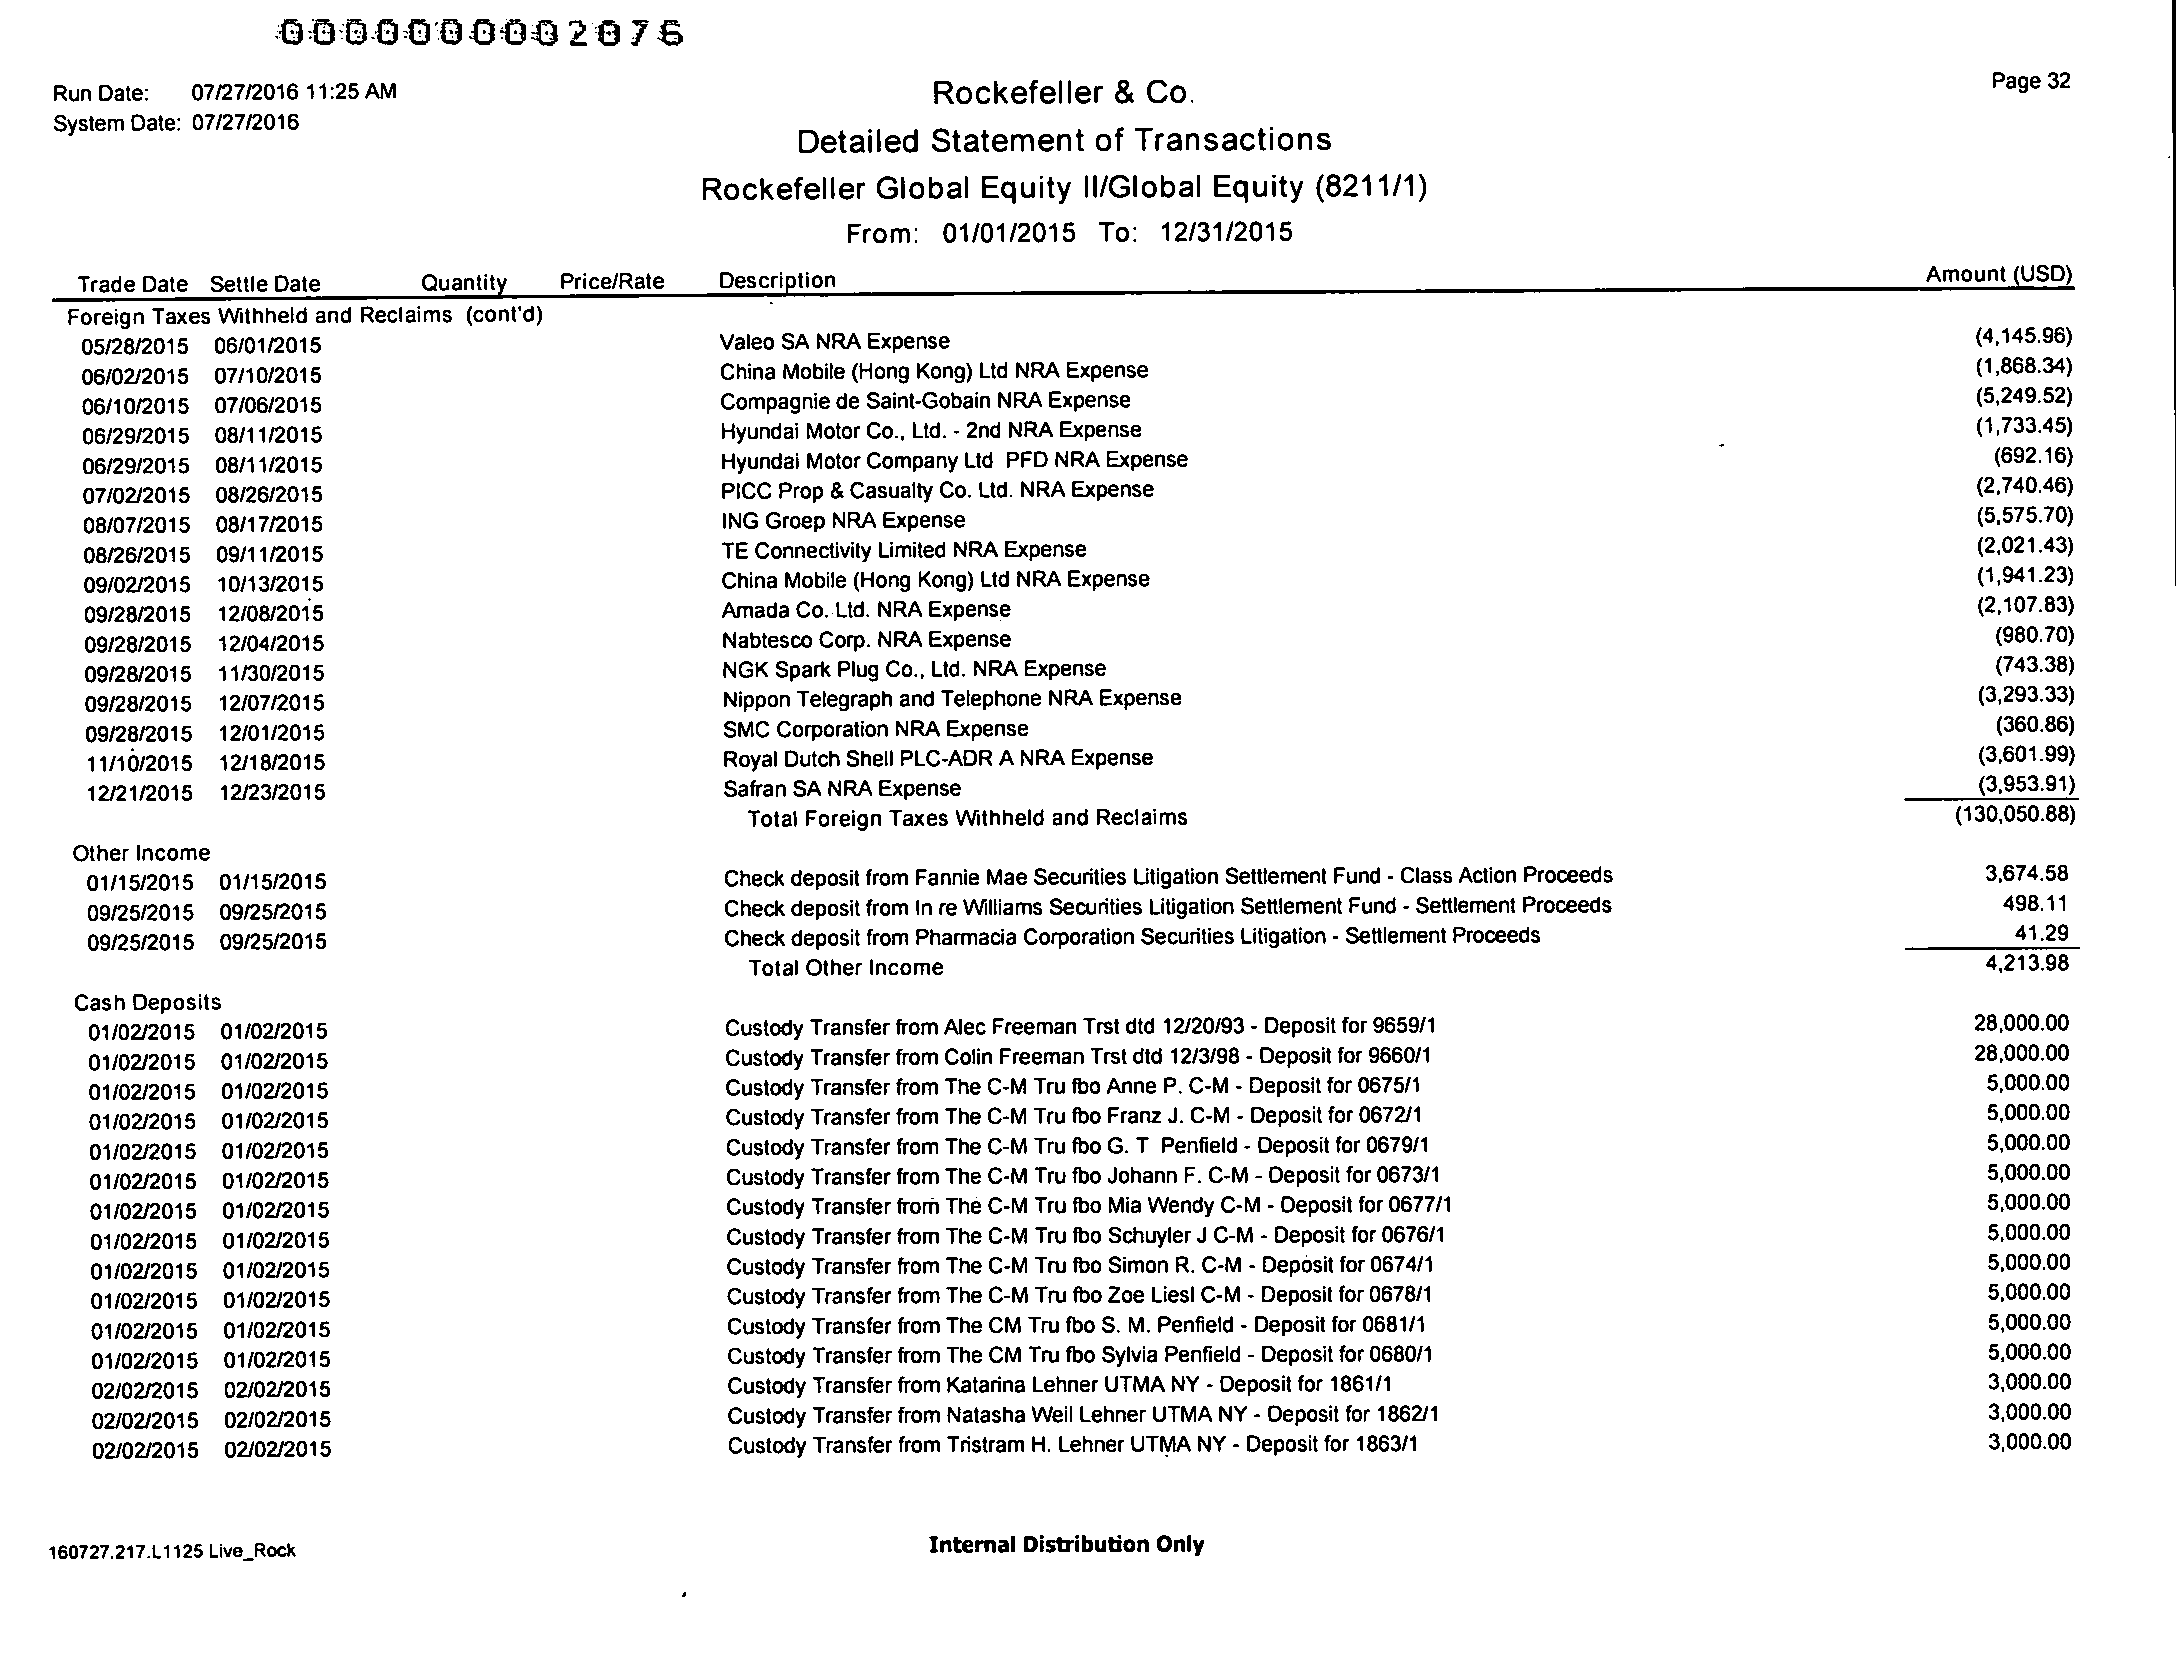 0000000002076
Run Date: 07/27/2016 11:25 AM
Rockefeller & Co.
Page 32
System Date: 07/27/2016
Detailed Statement of Transactions
Rockefeller Global Equity II/Global Equity (8211/1)
From: 01/01/2015 To: 12/31/2015
Trade Date Settle Date Quantity Price/Rate Description Amount (USD)
Foreign Taxes Withheld and Reclaims (cont'd)
05/28/2015 06/01/2015 Valeo SA NRA Expense (4,145.96)
06/02/2015 07/10/2015 China Mobile (Hong Kong) Ltd NRA Expense (1,868.34)
06/10/2015 07/06/2015 Compagnie de Saint-Gobain NRA Expense (5,249.52)
06/29/2015 08/11/2015 Hyundai Motor Co., Ltd. - 2nd NRA Expense (1,733.45)
06/29/2015 08/11/2015 Hyundai Motor Company Ltd PFD NRA Expense (692.16)
07/02/2015 08/26/2015 PICC Prop & Casualty Co. Ltd. NRA Expense (2,740.46)
08/07/2015 08/17/2015 ING Groep NRA Expense (5,575.70)
08/26/2015 09/11/2015 TE Connectivity Limited NRA Expense (2,021.43)
09/02/2015 10/13/2015 China Mobile (Hong Kong) Ltd NRA Expense (1,941.23)
09/28/2015 12/08/2015 Amada Co. Ltd. NRA Expense (2,107.83)
09/28/2015 12/04/2015 Nabtesco Corp. NRA Expense (980.70)
09/28/2015 11/30/2015 NGK Spark Plug Co., Ltd. NRA Expense (743.38)
09/28/2015 12/07/2015 Nippon Telegraph and Telephone NRA Expense (3,293.33)
09/28/2015 12/01/2015 SMC Corporation NRA Expense (360.86)
11/10/2015 12/18/2015 Royal Dutch Shell PLC-ADR A NRA Expense (3,601.99)
12/21/2015 12/23/2015 Safran SA NRA Expense (3,953.91)
Total Foreign Taxes Withheld and Reclaims (130,050.88)
Other Income
01/15/2015 01/15/2015 Check deposit from Fannie Mae Securities Litigation Settlement Fund - Class Action Proceeds 3,674.58
09/25/2015 09/25/2015 Check deposit from In re Williams Securities Litigation Settlement Fund - Settlement Proceeds 498.11
09/25/2015 09/25/2015 Check deposit from Pharmacia Corporation Securities Litigation - Settlement Proceeds 41.29
Total Other Income 4,213.98
Cash Deposits
01/02/2015 01/02/2015 Custody Transfer from Alec Freeman Trst dtd 12/20/93 - Deposit for 9659/1 28,000.00
01/02/2015 01/02/2015 Custody Transfer from Colin Freeman Trst dtd 12/3/98 - Deposit for 9660/1 28,000.00
01/02/2015 01/02/2015 Custody Transfer from The C-M Tru fbo Anne P. C-M - Deposit for 0675/1 5,000.00
01/02/2015 01/02/2015 Custody Transfer from The C-M Tru fbo Franz J. C-M - Deposit for 0672/1 5,000.00
01/02/2015 01/02/2015 Custody Transfer from The C-M Tru fbo G. T Penfield - Deposit for 0679/1 5,000.00
01/02/2015 01/02/2015 Custody Transfer from The C-M Tru fbo Johann F. C-M - Deposit for 0673/1 5,000.00
01/02/2015 01/02/2015 Custody Transfer from The C-M Tru fbo Mia Wendy C-M - Deposit for 0677/1 5,000.00
01/02/2015 01/02/2015 Custody Transfer from The C-M Tru fbo Schuyler J C-M - Deposit for 0676/1 5,000.00
01/02/2015 01/02/2015 Custody Transfer from The C-M Tru fbo Simon R. C-M - Deposit for 0674/1 5,000.00
01/02/2015 01/02/2015 Custody Transfer from The C-M Tru fbo Zoe Liesl C-M - Deposit for 0678/1 5,000.00
01/02/2015 01/02/2015 Custody Transfer from The CM Tru fbo S. M. Penfield - Deposit for 0681/1 5,000.00
01/02/2015 01/02/2015 Custody Transfer from The CM Tru fbo Sylvia Penfield - Deposit for 0680/1 5,000.00
02/02/2015 02/02/2015 Custody Transfer from Katarina Lehner UTMA NY - Deposit for 1861/1 3,000.00
02/02/2015 02/02/2015 Custody Transfer from Natasha Weil Lehner UTMA NY - Deposit for 1862/1 3,000.00
02/02/2015 02/02/2015 Custody Transfer from Tristram H. Lehner UTMA NY - Deposit for 1863/1 3,000.00
160727.217.L1125 Live_Rock
Internal Distribution Only